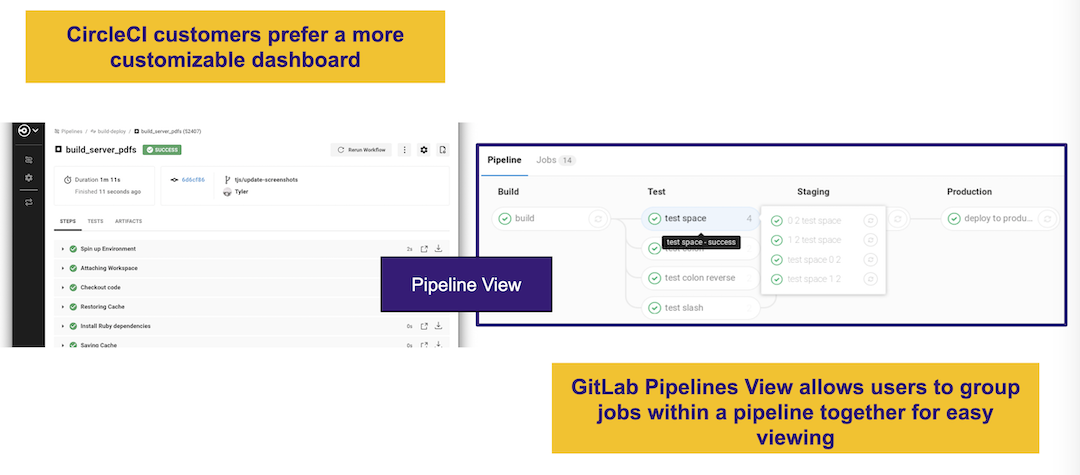 CircleCI customers prefer a more
customizable dashboard
Pipelines / build-deploy / build_server_pdfs (52407)
build_server_pdfs SUCCESS Rerun Workflow
Duration 1m 11s
Finished 11 seconds ago
6d6cf86
tjs/update-screenshots
Tyler
STEPS TESTS ARTIFACTS
Spin up Environment 2s
Attaching Workspace
Checkout code
Restoring Cache
Install Ruby dependencies 0s
Saving Cache 0s
Pipeline View
Pipeline Jobs 14
Build Test Staging Production
build
test space 4
test space - success
test colon reverse
test slash
0 2 test space
1 2 test space
test space 0 2
test space 1 2
deploy to produ...
GitLab Pipelines View allows users to group
jobs within a pipeline together for easy
viewing